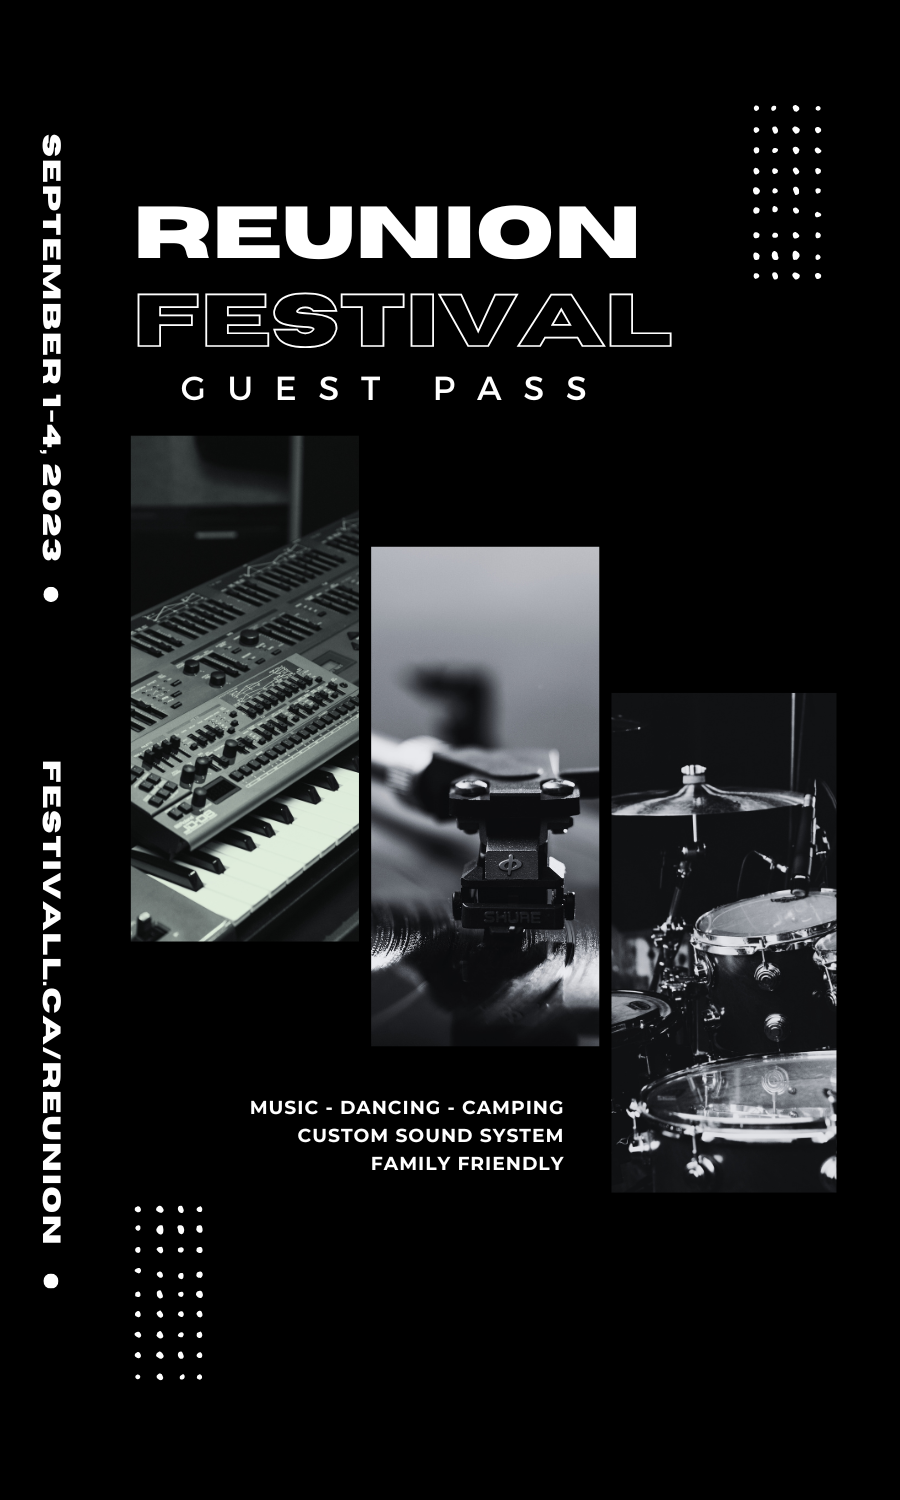 SEPTEMBER 1-4, 2023 •
FESTIVALL.CA/REUNION •
REUNION
FESTIVAL
GUEST PASS
SHURE
MUSIC - DANCING - CAMPING
CUSTOM SOUND SYSTEM
FAMILY FRIENDLY